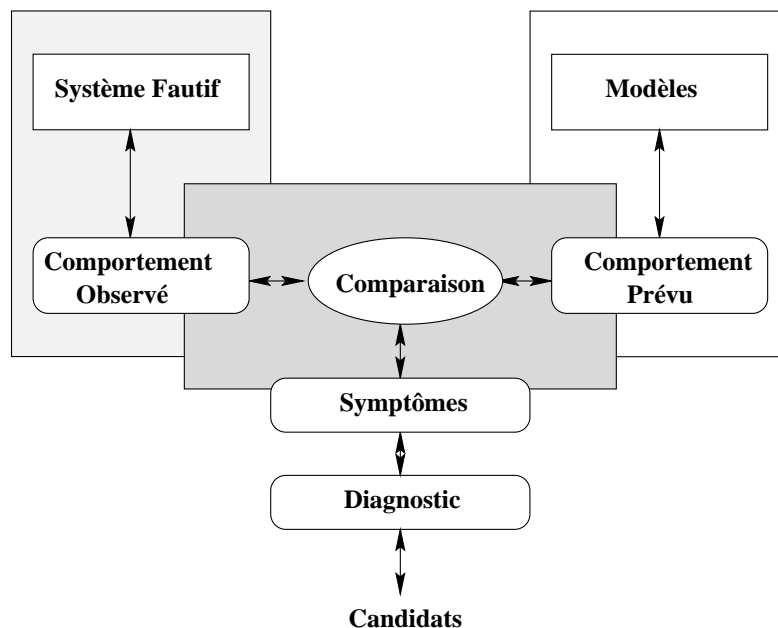 Système Fautif
Modèles
Comportement
Observé
Comparaison
Comportement
Prévu
Symptômes
Diagnostic
Candidats